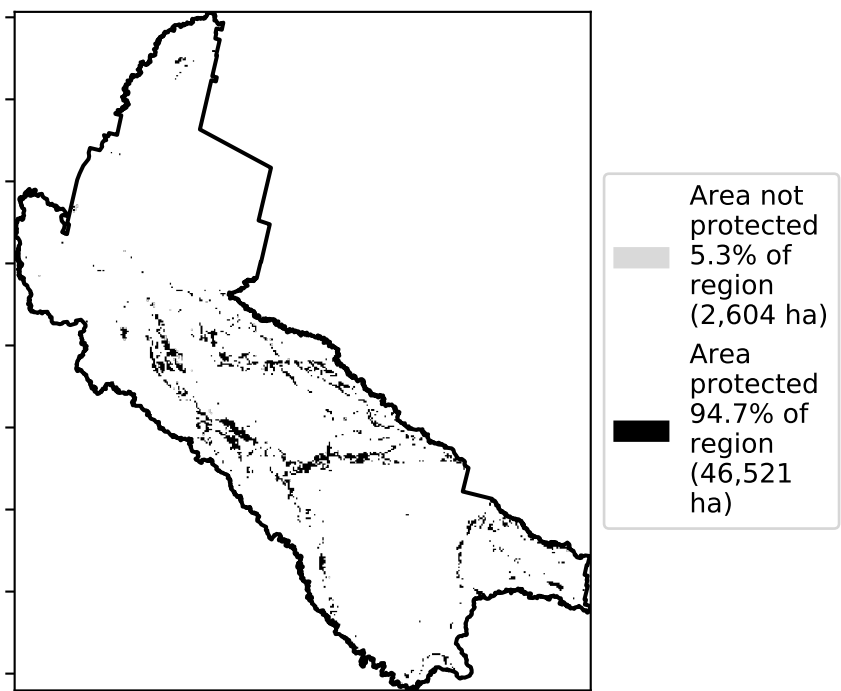 Area not
protected
5.3% of
region
(2,604 ha)
Area
protected
94.7% of
region
(46,521
ha)